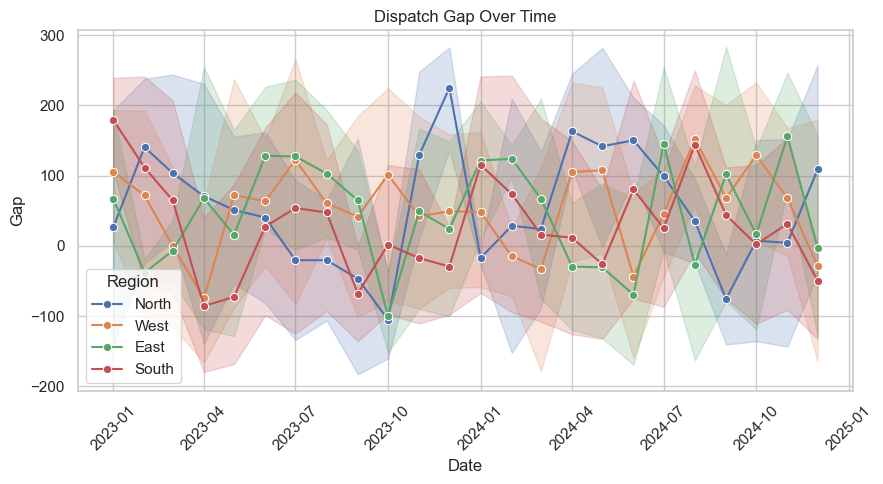 Dispatch Gap Over Time
Gap
300
200
100
0
−100
−200
Region
North
West
East
South
2023-01
2023-04
2023-07
2023-10
2024-01
2024-04
2024-07
2024-10
2025-01
Date